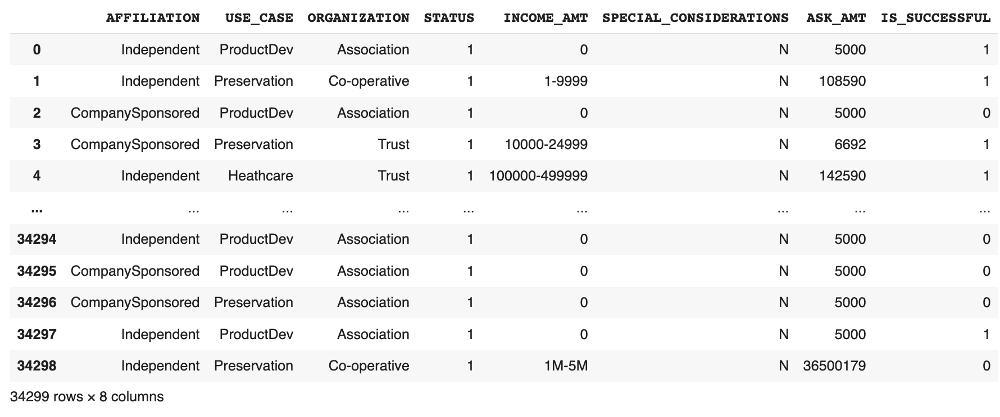 AFFILIATION USE_CASE ORGANIZATION STATUS INCOME_AMT SPECIAL_CONSIDERATIONS ASK_AMT IS_SUCCESSFUL
0 Independent ProductDev Association 1 0 N 5000 1
1 Independent Preservation Co-operative 1 1-9999 N 108590 1
2 CompanySponsored ProductDev Association 1 0 N 5000 0
3 CompanySponsored Preservation Trust 1 10000-24999 N 6692 1
4 Independent Heathcare Trust 1 100000-499999 N 142590 1
... ... ... ... ... ... ... ... ...
34294 Independent ProductDev Association 1 0 N 5000 0
34295 CompanySponsored ProductDev Association 1 0 N 5000 0
34296 CompanySponsored Preservation Association 1 0 N 5000 0
34297 Independent ProductDev Association 1 0 N 5000 1
34298 Independent Preservation Co-operative 1 1M-5M N 36500179 0
34299 rows × 8 columns